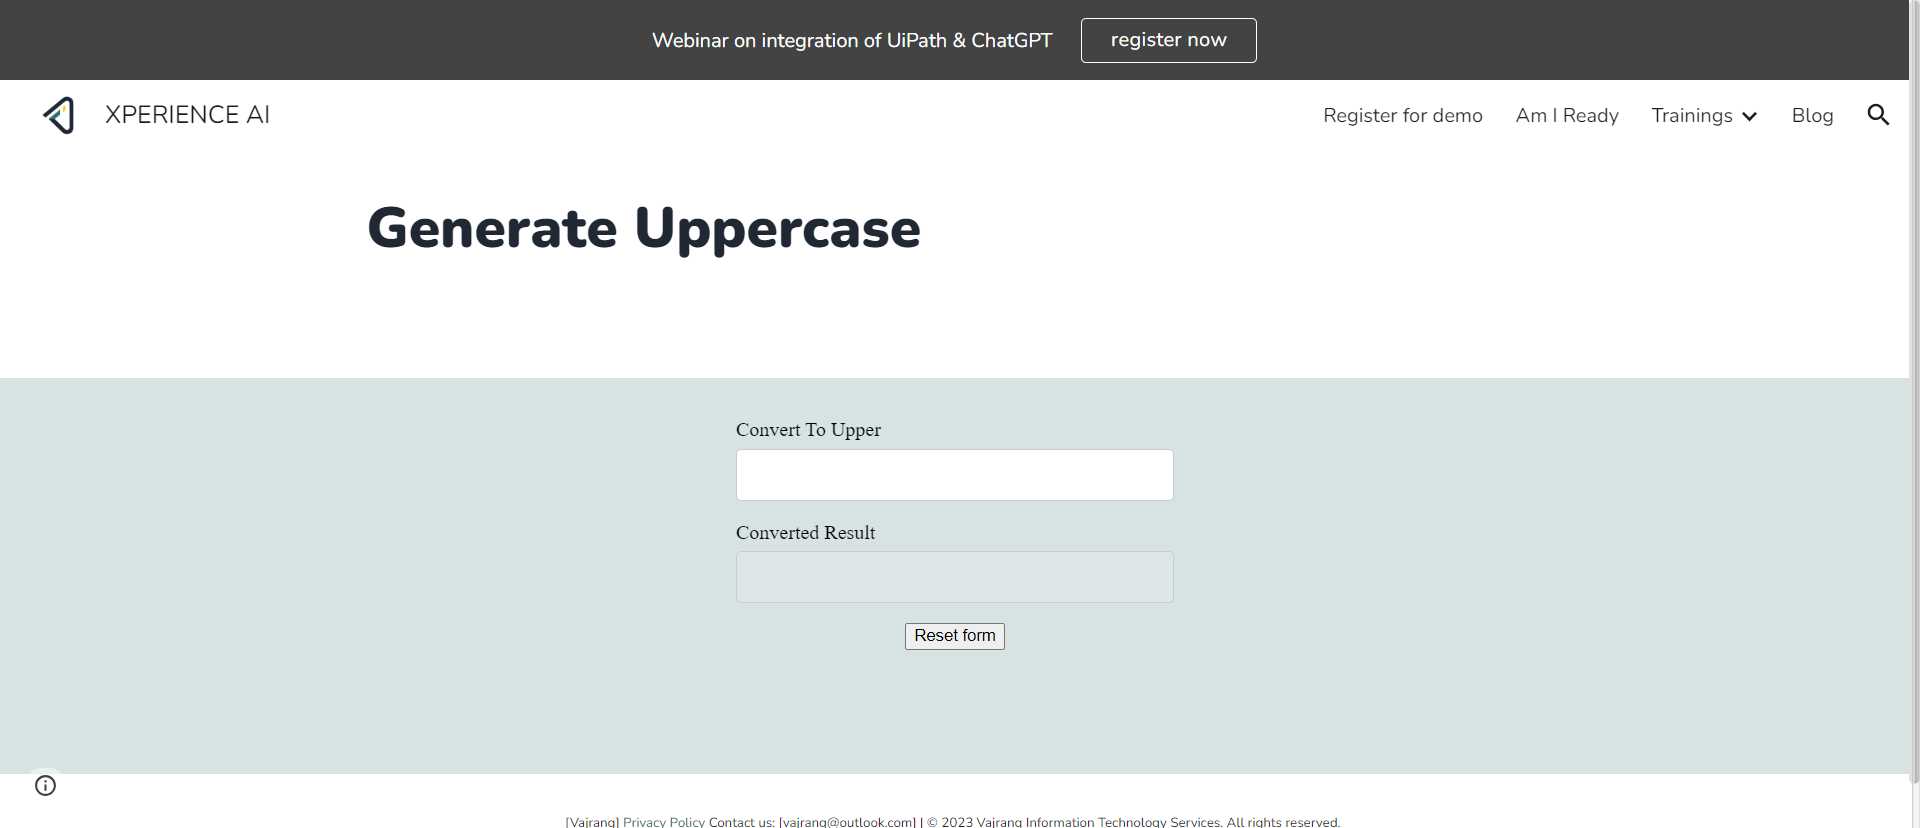 Webinar on integration of UiPath & ChatGPT register now
XPERIENCE AI Register for demo Am I Ready Trainings Blog
Generate Uppercase
Convert To Upper
Converted Result
Reset form
[Vajrang] Privacy Policy Contact us: [vajrang@outlook.com] | © 2023 Vajrang Information Technology Services. All rights reserved.